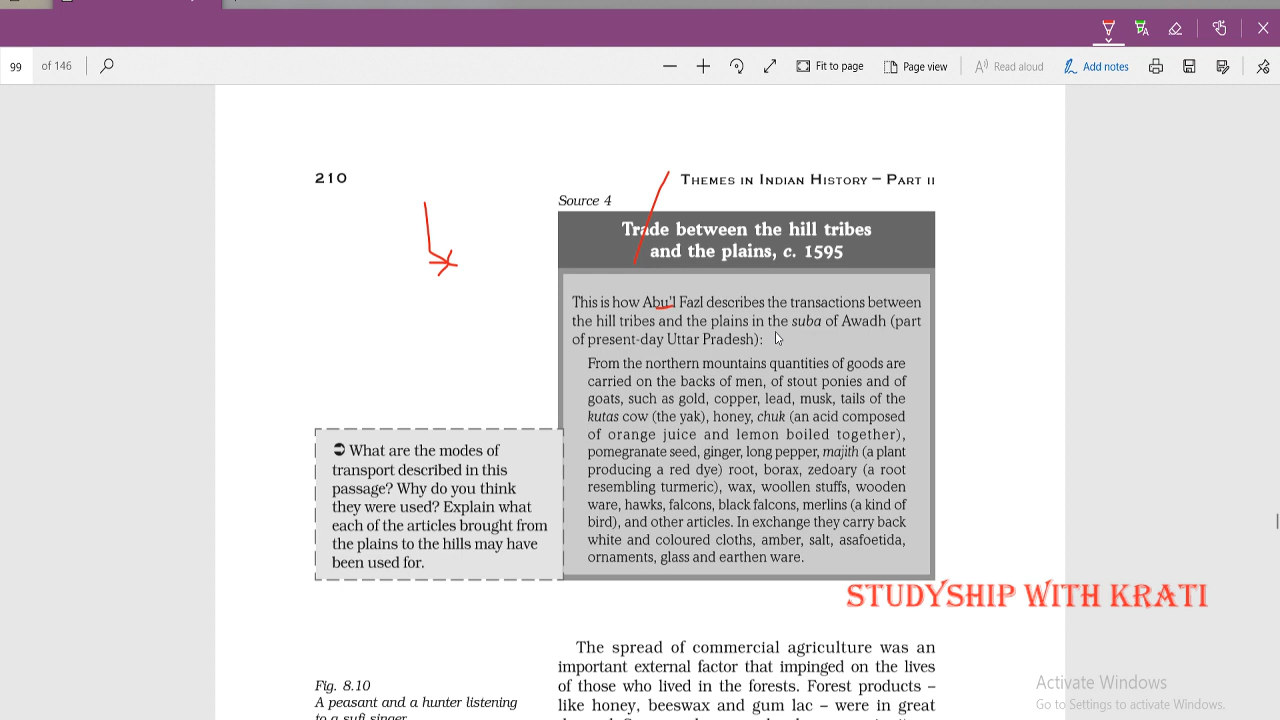 99 of 146
Fit to page
Page view
Read aloud
Add notes
210
THEMES IN INDIAN HISTORY – PART II
Source 4
Trade between the hill tribes
and the plains, c. 1595
This is how Abu'l Fazl describes the transactions between
the hill tribes and the plains in the suba of Awadh (part
of present-day Uttar Pradesh):
From the northern mountains quantities of goods are
carried on the backs of men, of stout ponies and of
goats, such as gold, copper, lead, musk, tails of the
kutas cow (the yak), honey, chuk (an acid composed
of orange juice and lemon boiled together),
pomegranate seed, ginger, long pepper, majith (a plant
producing a red dye) root, borax, zedoary (a root
resembling turmeric), wax, woollen stuffs, wooden
ware, hawks, falcons, black falcons, merlins (a kind of
bird), and other articles. In exchange they carry back
white and coloured cloths, amber, salt, asafoetida,
ornaments, glass and earthen ware.
➲ What are the modes of
transport described in this
passage? Why do you think
they were used? Explain what
each of the articles brought from
the plains to the hills may have
been used for.
STUDYSHIP WITH KRATI
The spread of commercial agriculture was an
important external factor that impinged on the lives
of those who lived in the forests. Forest products –
like honey, beeswax and gum lac – were in great
Fig. 8.10
A peasant and a hunter listening
to a sufi singer
Activate Windows
Go to Settings to activate Windows.